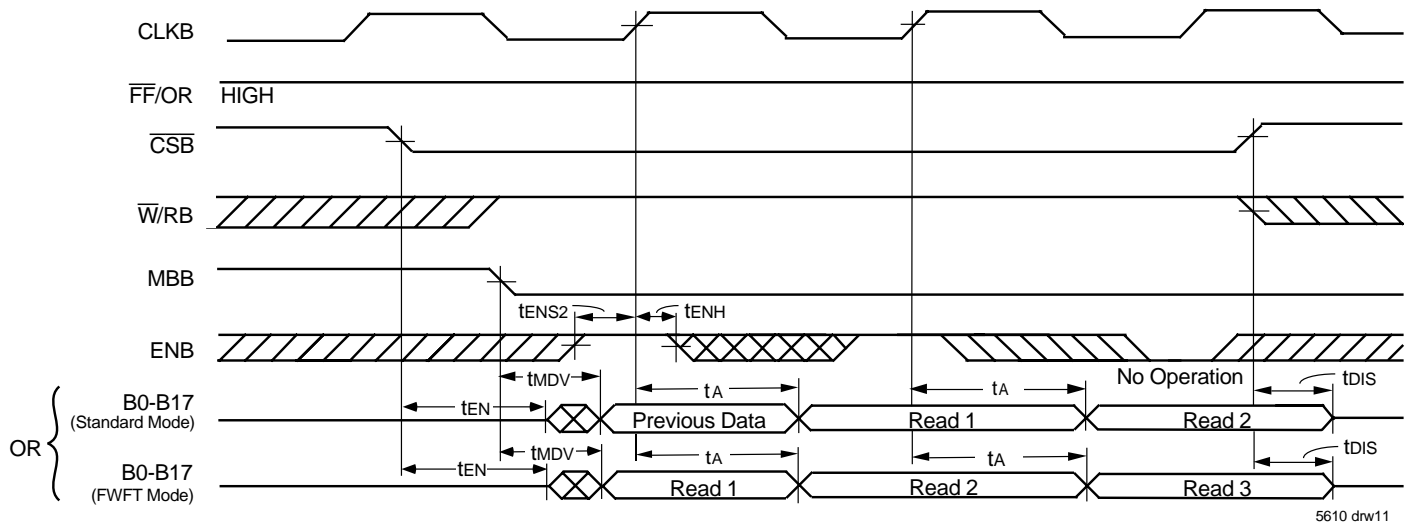 CLKB
FF/OR HIGH
CSB
W/RB
MBB
tENS2 tENH
ENB
No Operation
tMDV tA tA tDIS
B0-B17 tEN
(Standard Mode) Previous Data Read 1 Read 2
OR
tMDV tA tA tDIS
B0-B17 tEN
(FWFT Mode) Read 1 Read 2 Read 3
5610 drw11